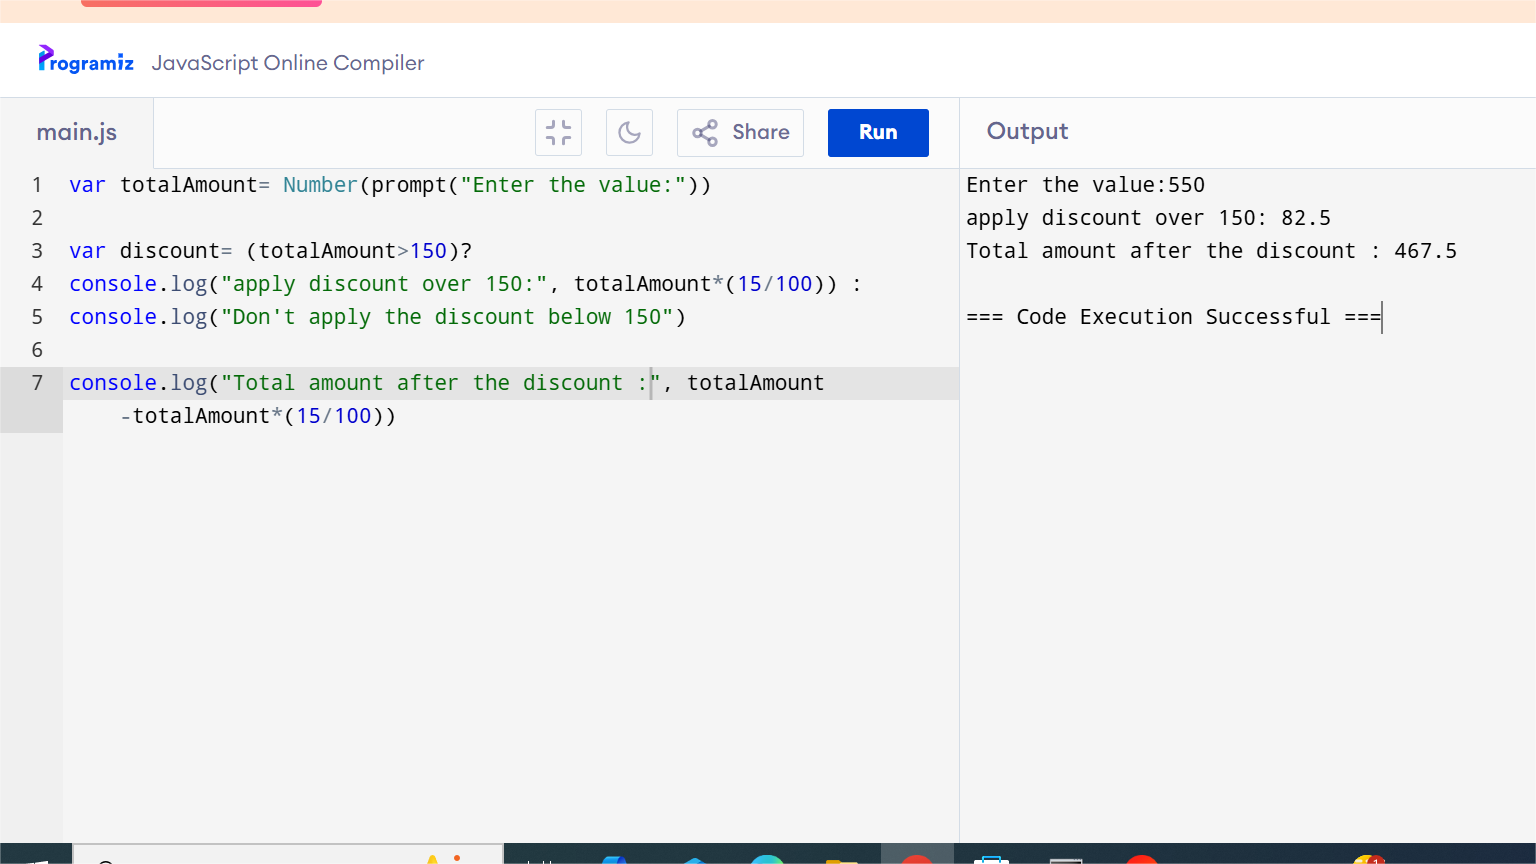 Programiz JavaScript Online Compiler
main.js
Share
Run
Output
1 var totalAmount= Number(prompt("Enter the value:"))
2
3 var discount= (totalAmount>150)?
4 console.log("apply discount over 150:", totalAmount*(15/100)) :
5 console.log("Don't apply the discount below 150")
6
7 console.log("Total amount after the discount :", totalAmount
-totalAmount*(15/100))
Enter the value:550
apply discount over 150: 82.5
Total amount after the discount : 467.5
=== Code Execution Successful ===
1